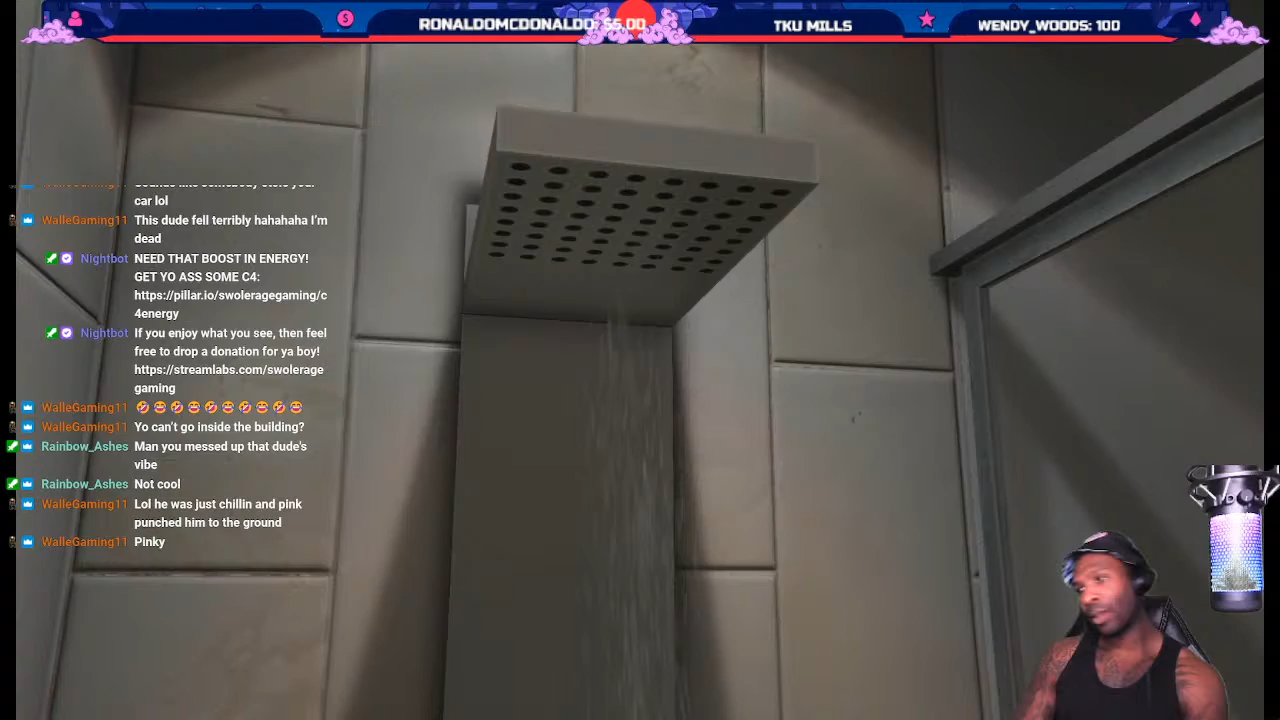 RONALDOMCDONALDO: $5.00
TKU MILLS
WENDY_WOODS: 100
car lol
WalleGaming11 This dude fell terribly hahahaha I'm
dead
Nightbot NEED THAT BOOST IN ENERGY!
GET YO ASS SOME C4:
https://pillar.io/swoleragegaming/c
4energy
Nightbot If you enjoy what you see, then feel
free to drop a donation for ya boy!
https://streamlabs.com/swolerage
gaming
WalleGaming11 🤣😂🤣😂🤣😂🤣😂🤣😂
WalleGaming11 Yo can't go inside the building?
Rainbow_Ashes Man you messed up that dude's
vibe
Rainbow_Ashes Not cool
WalleGaming11 Lol he was just chillin and pink
punched him to the ground
WalleGaming11 Pinky